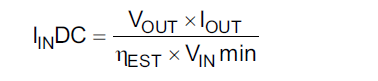 I_IN DC = (V_OUT × I_OUT) / (η_EST × V_IN min)